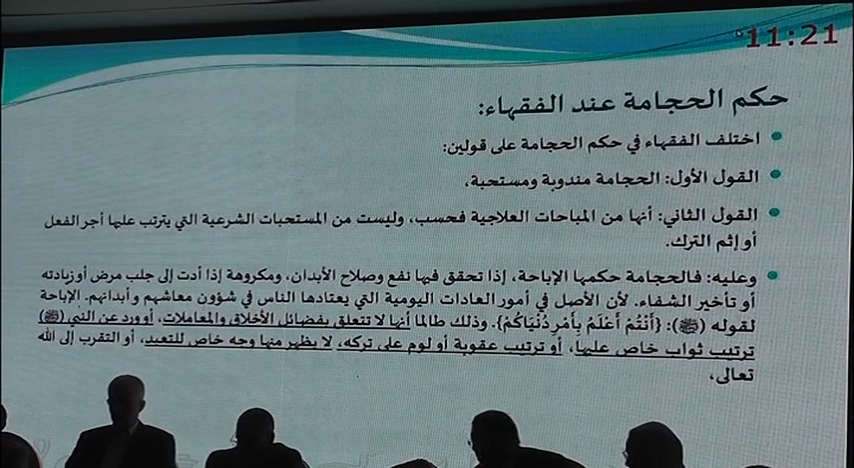 11:21
حكم الحجامة عند الفقهاء:
اختلف الفقهاء في حكم الحجامة على قولين:
القول الأول: الحجامة مندوبة ومستحبة،
القول الثاني: أنها من المباحات العلاجية فحسب، وليست من المستحبات الشرعية التي يترتب عليها أجر الفعل
أو إثم الترك.
وعليه: فالحجامة حكمها الإباحة، إذا تحقق فيها نفع وصلاح الأبدان، ومكروهة إذا أدت إلى جلب مرض أو زيادته
أو تأخير الشفاء. لأن الأصل في أمور العادات اليومية التي يعتادها الناس في شؤون معاشهم وأبدانهم. الإباحة
لقوله (ﷺ): {أَنْتُمْ أَعْلَمُ بِأَمْرِ دُنْيَاكُمْ}. وذلك طالما أنها لا تتعلق بفضائل الأخلاق والمعاملات، أو ورد عن النبي (ﷺ)
ترتيب ثواب خاص عليها، أو ترتيب عقوبة أو لوم على تركه، لا يظهر منها وجه خاص للتعبد، أو التقرب إلى الله
تعالى،